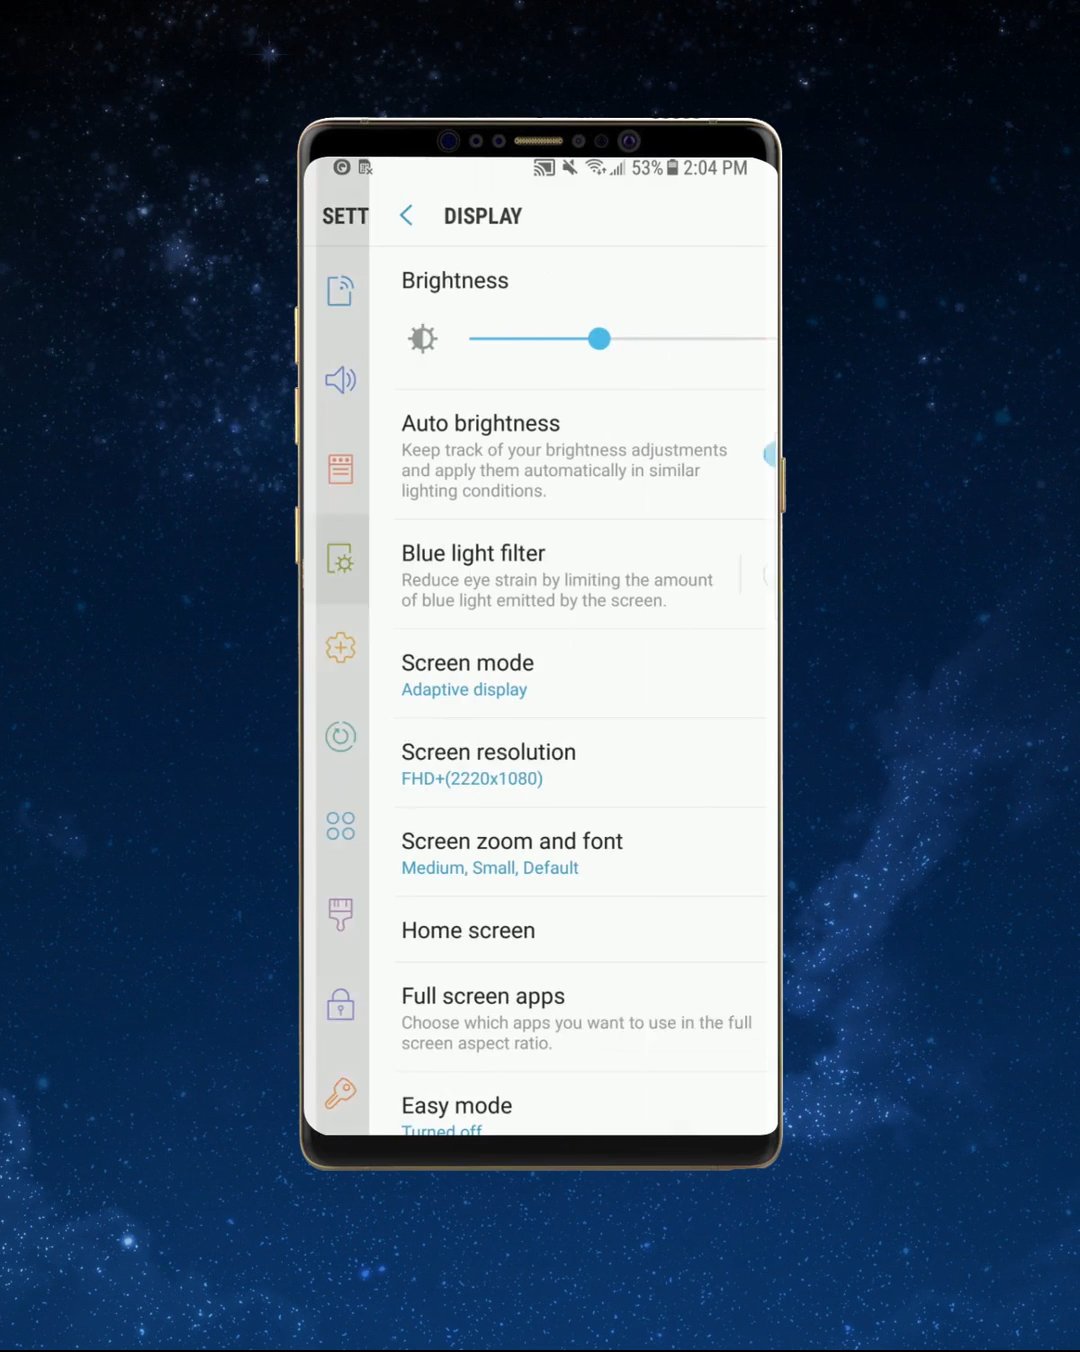 53% 2:04 PM
SETT
DISPLAY
Brightness
Auto brightness
Keep track of your brightness adjustments
and apply them automatically in similar
lighting conditions.
Blue light filter
Reduce eye strain by limiting the amount
of blue light emitted by the screen.
Screen mode
Adaptive display
Screen resolution
FHD+(2220x1080)
Screen zoom and font
Medium, Small, Default
Home screen
Full screen apps
Choose which apps you want to use in the full
screen aspect ratio.
Easy mode
Turned off